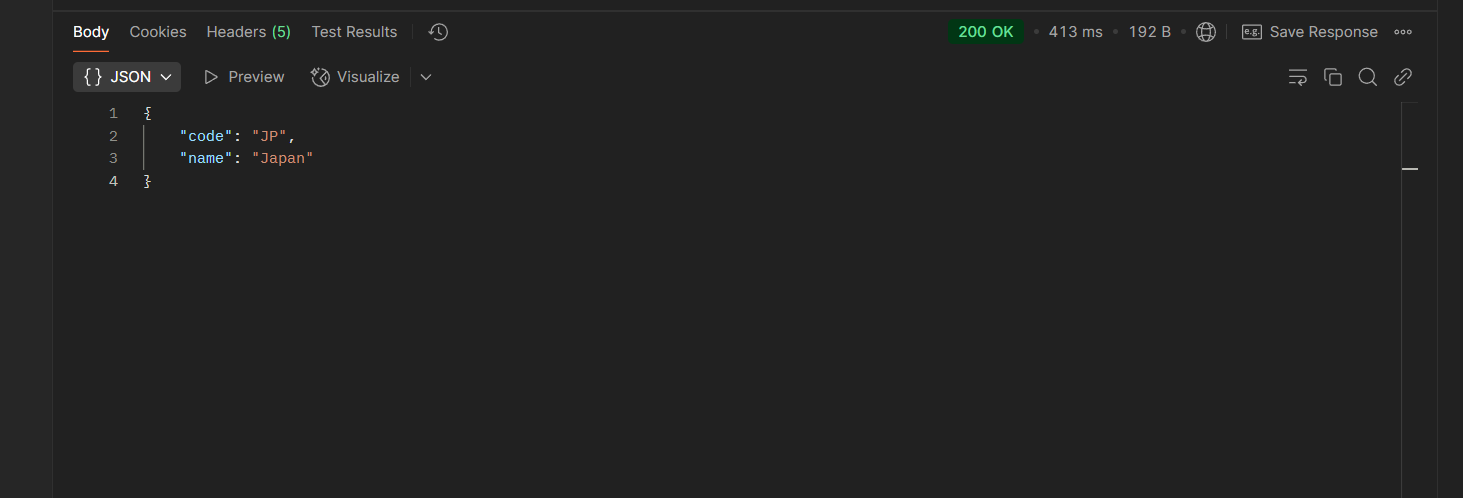 Body Cookies Headers (5) Test Results 200 OK • 413 ms • 192 B • e.g. Save Response
{} JSON Preview Visualize
1 {
2 "code": "JP",
3 "name": "Japan"
4 }